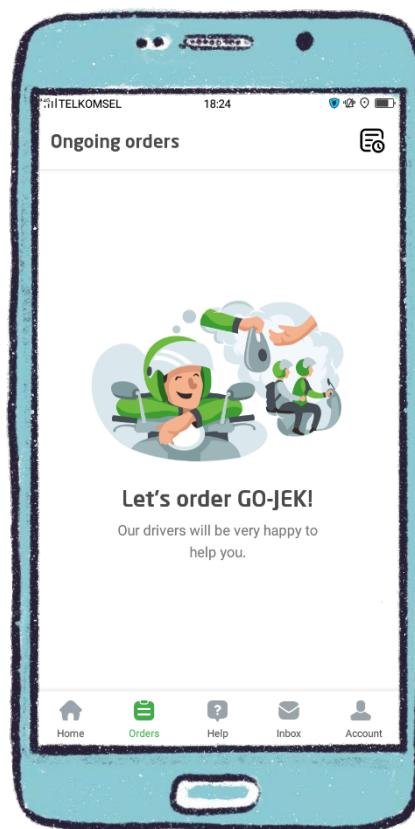 TELKOMSEL 18:24
Ongoing orders
Let's order GO-JEK!
Our drivers will be very happy to
help you.
Home Orders Help Inbox Account